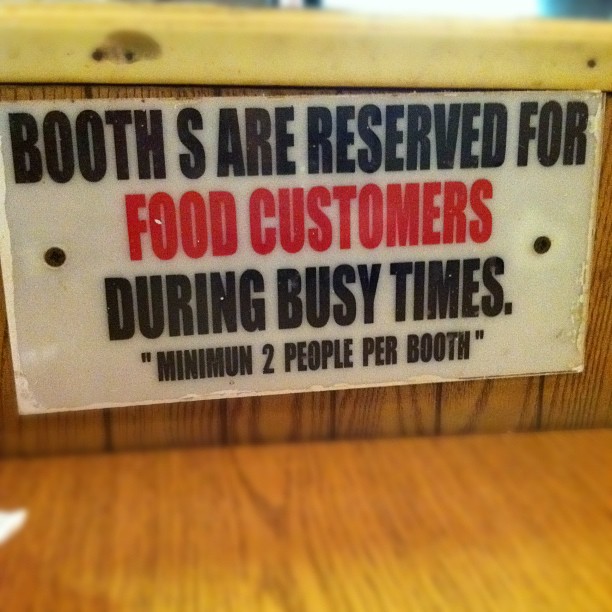 BOOTH S ARE RESERVED FOR
FOOD CUSTOMERS
DURING BUSY TIMES.
"MINIMUN 2 PEOPLE PER BOOTH"